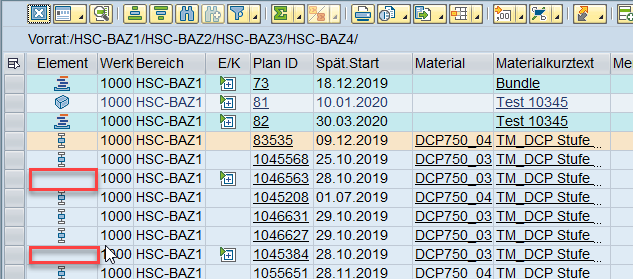 Vorrat:/HSC-BAZ1/HSC-BAZ2/HSC-BAZ3/HSC-BAZ4/
Element Werk Bereich E/K Plan ID Spät.Start Material Materialkurztext Me
1000 HSC-BAZ1 73 18.12.2019 Bundle
1000 HSC-BAZ1 81 10.01.2020 Test 10345
1000 HSC-BAZ1 82 30.03.2020 Test 10345
1000 HSC-BAZ1 83535 09.12.2019 DCP750_04 TM_DCP Stufe
1000 HSC-BAZ1 1045568 25.10.2019 DCP750_03 TM_DCP Stufe
1000 HSC-BAZ1 1046563 28.10.2019 DCP750_03 TM_DCP Stufe
1000 HSC-BAZ1 1045208 01.07.2019 DCP750_04 TM_DCP Stufe
1000 HSC-BAZ1 1046631 29.10.2019 DCP750_03 TM_DCP Stufe
1000 HSC-BAZ1 1046627 29.10.2019 DCP750_03 TM_DCP Stufe
1000 HSC-BAZ1 1045384 28.10.2019 DCP750_03 TM_DCP Stufe
1000 HSC-BAZ1 1055651 28.11.2019 DCP750_03 TM_DCP Stufe